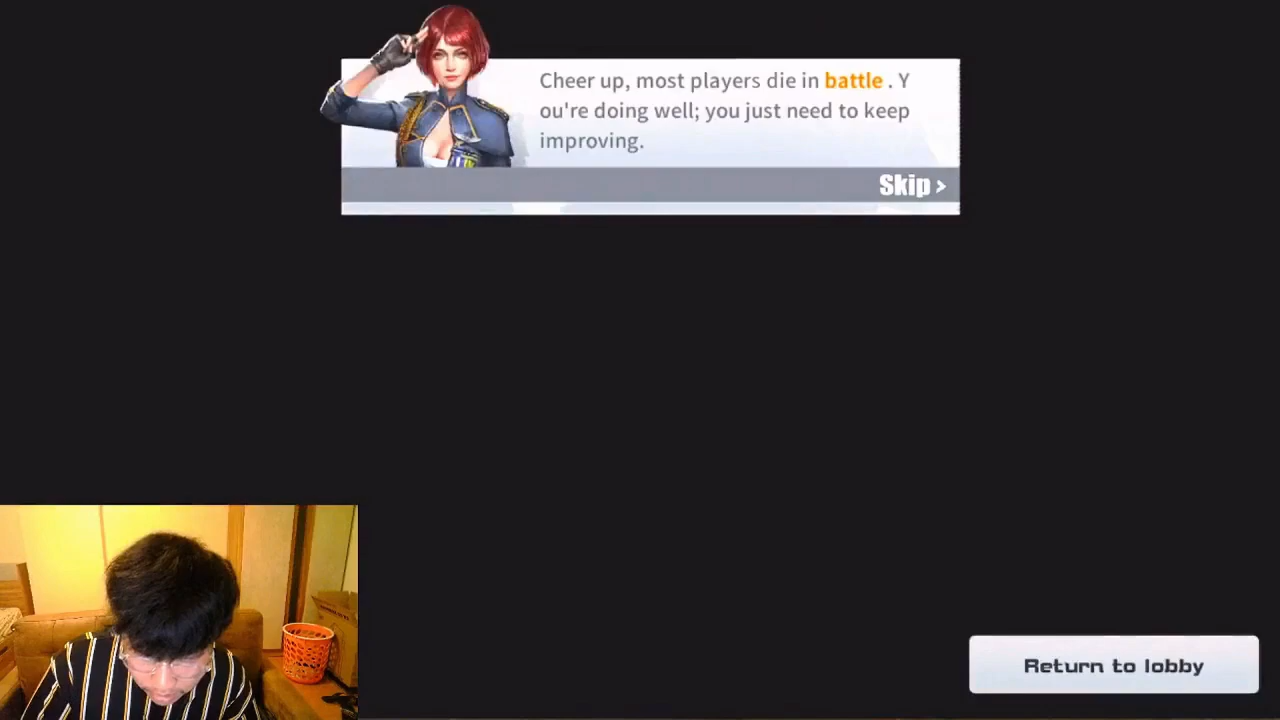 Cheer up, most players die in battle . Y
ou're doing well; you just need to keep
improving.
Skip >
Return to lobby